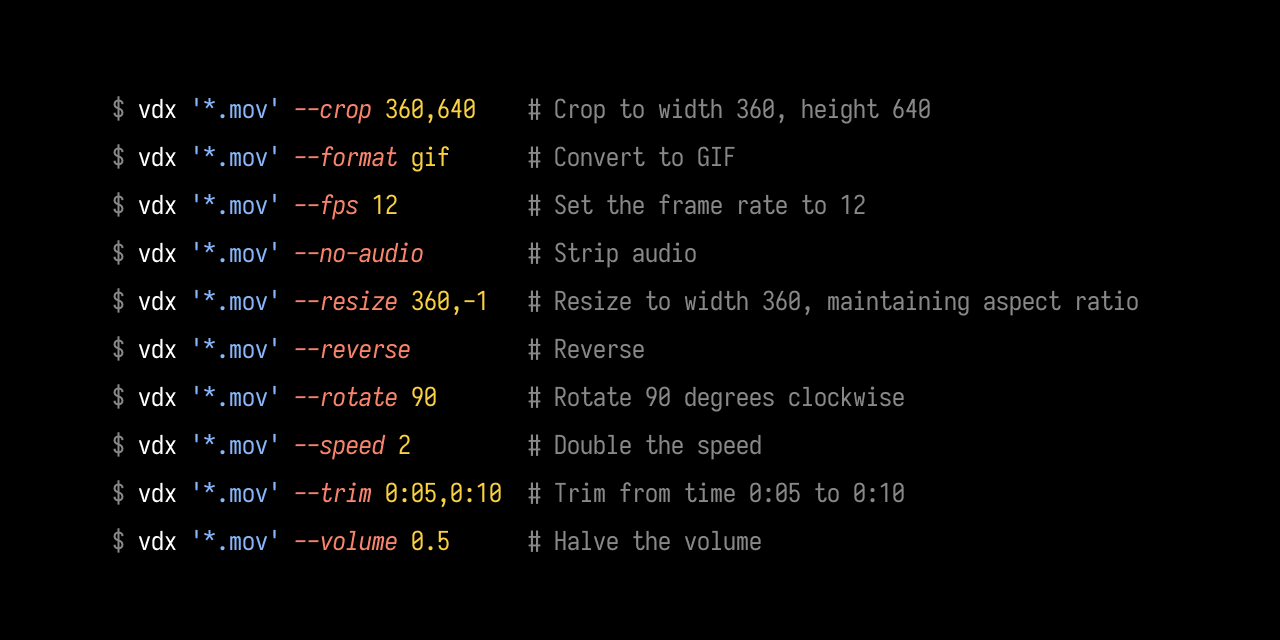 $ vdx '*.mov' --crop 360,640    # Crop to width 360, height 640
$ vdx '*.mov' --format gif      # Convert to GIF
$ vdx '*.mov' --fps 12          # Set the frame rate to 12
$ vdx '*.mov' --no-audio        # Strip audio
$ vdx '*.mov' --resize 360,-1   # Resize to width 360, maintaining aspect ratio
$ vdx '*.mov' --reverse         # Reverse
$ vdx '*.mov' --rotate 90       # Rotate 90 degrees clockwise
$ vdx '*.mov' --speed 2         # Double the speed
$ vdx '*.mov' --trim 0:05,0:10  # Trim from time 0:05 to 0:10
$ vdx '*.mov' --volume 0.5      # Halve the volume